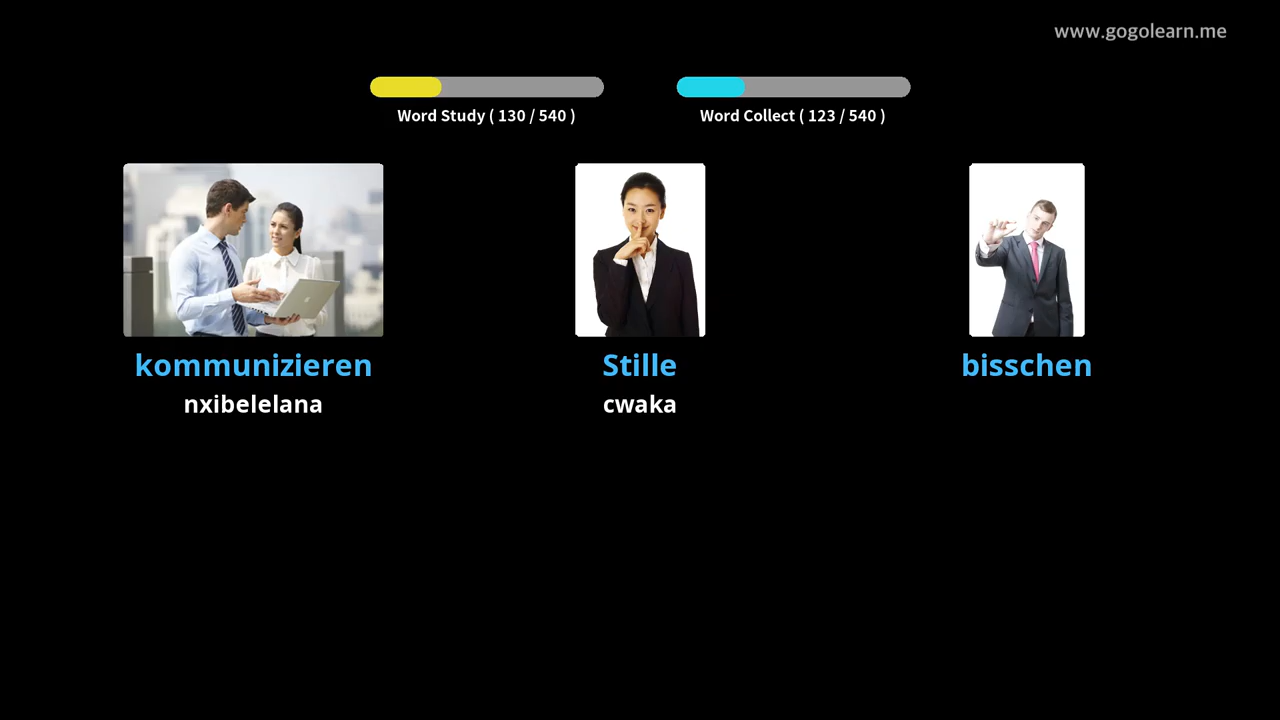 www.gogolearn.me
Word Study ( 130 / 540 )
Word Collect ( 123 / 540 )
kommunizieren
nxibelelana
Stille
cwaka
bisschen